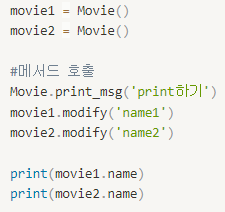 movie1 = Movie()
movie2 = Movie()
#메서드 호출
Movie.print_msg('print하기')
movie1.modify('name1')
movie2.modify('name2')
print(movie1.name)
print(movie2.name)